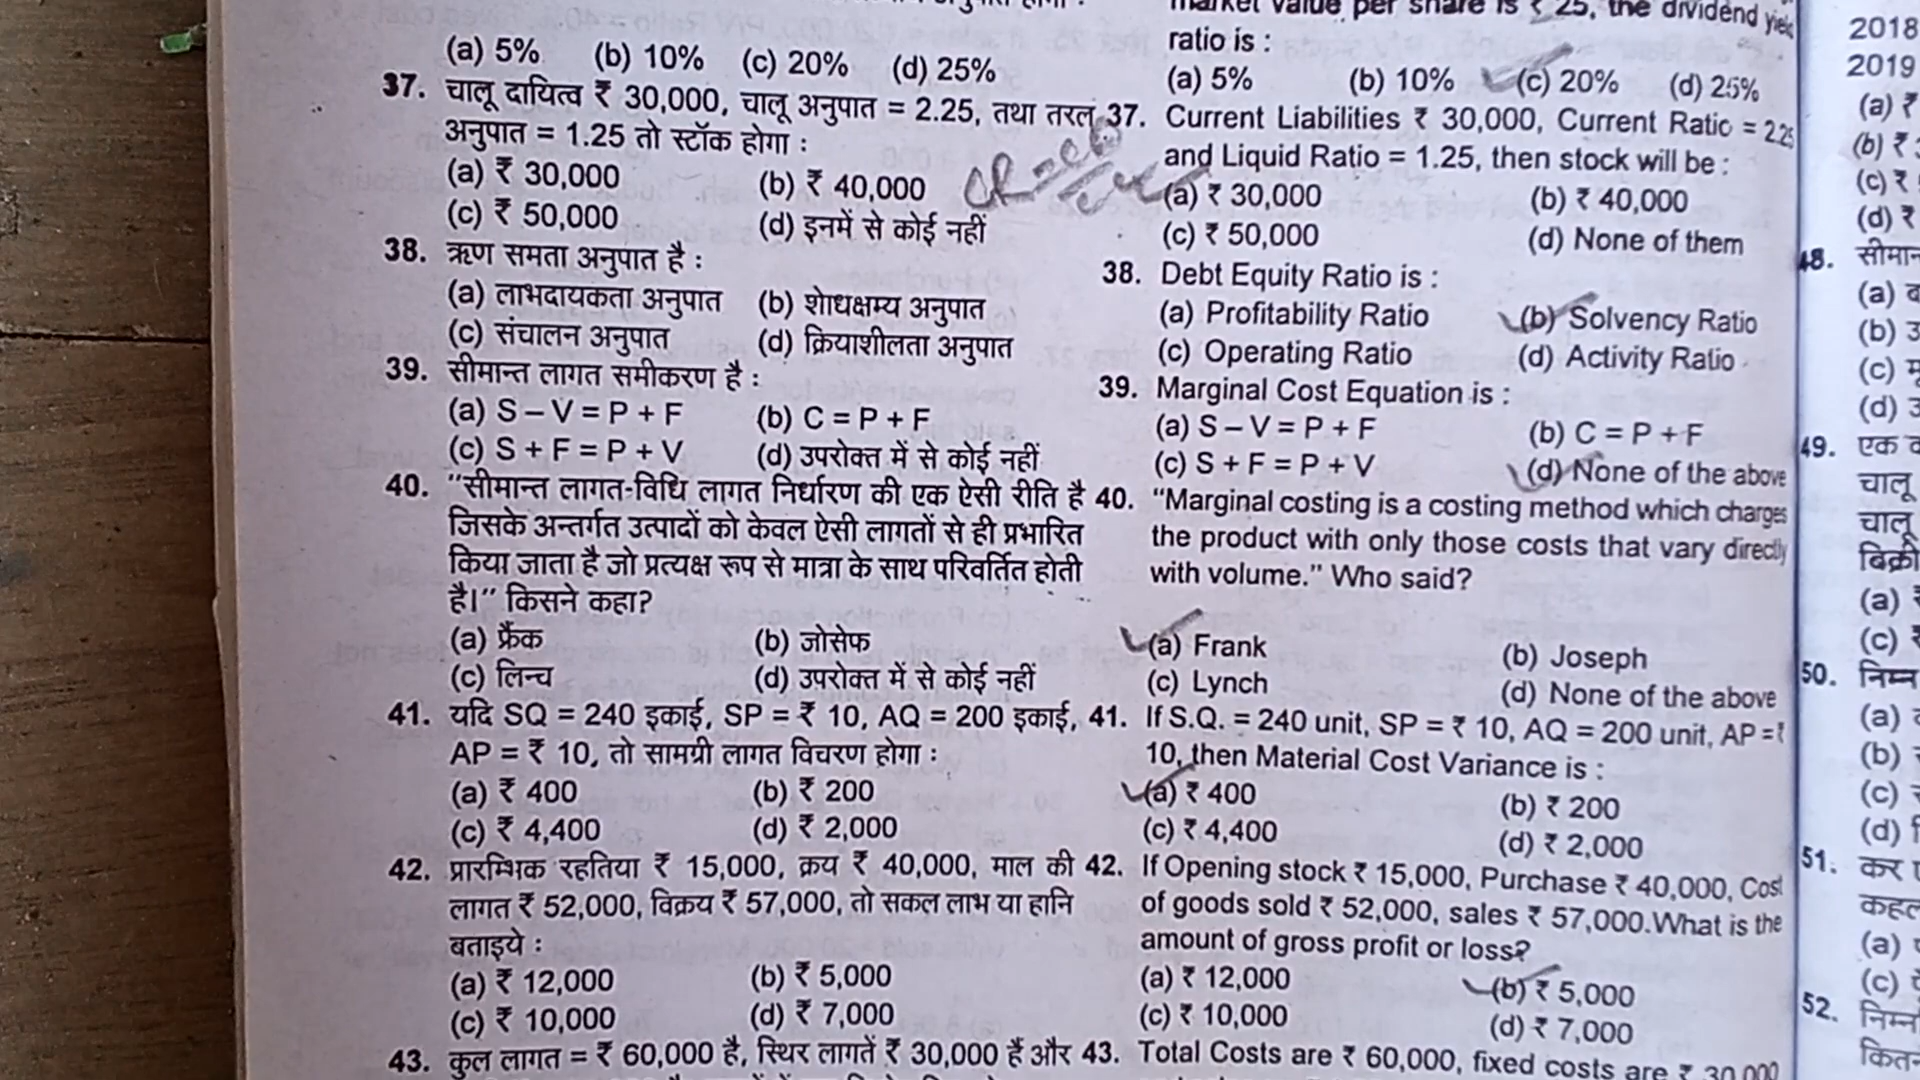 (a) 5% (b) 10% (c) 20% (d) 25%
37. चालू दायित्व ₹ 30,000, चालू अनुपात = 2.25, तथा तरल
अनुपात = 1.25 तो स्टॉक होगा :
(a) ₹ 30,000 (b) ₹ 40,000
(c) ₹ 50,000 (d) इनमें से कोई नहीं
38. ऋण समता अनुपात है :
(a) लाभदायकता अनुपात (b) शोधक्षम्य अनुपात
(c) संचालन अनुपात (d) क्रियाशीलता अनुपात
39. सीमान्त लागत समीकरण है :
(a) S – V = P + F (b) C = P + F
(c) S + F = P + V (d) उपरोक्त में से कोई नहीं
40. "सीमान्त लागत-विधि लागत निर्धारण की एक ऐसी रीति है
जिसके अन्तर्गत उत्पादों को केवल ऐसी लागतों से ही प्रभारित
किया जाता है जो प्रत्यक्ष रूप से मात्रा के साथ परिवर्तित होती
है।" किसने कहा?
(a) फ्रैंक (b) जोसेफ
(c) लिन्च (d) उपरोक्त में से कोई नहीं
41. यदि SQ = 240 इकाई, SP = ₹ 10, AQ = 200 इकाई,
AP = ₹ 10, तो सामग्री लागत विचरण होगा :
(a) ₹ 400 (b) ₹ 200
(c) ₹ 4,400 (d) ₹ 2,000
42. प्रारम्भिक रहतिया ₹ 15,000, क्रय ₹ 40,000, माल की
लागत ₹ 52,000, विक्रय ₹ 57,000, तो सकल लाभ या हानि
बताइये :
(a) ₹ 12,000 (b) ₹ 5,000
(c) ₹ 10,000 (d) ₹ 7,000
43. कुल लागत = ₹ 60,000 है, स्थिर लागतें ₹ 30,000 हैं और
market value per share is ₹ 25, the dividend yield
ratio is :
(a) 5% (b) 10% (c) 20% (d) 25%
37. Current Liabilities ₹ 30,000, Current Ratio = 2.25
and Liquid Ratio = 1.25, then stock will be :
(a) ₹ 30,000 (b) ₹ 40,000
(c) ₹ 50,000 (d) None of them
38. Debt Equity Ratio is :
(a) Profitability Ratio (b) Solvency Ratio
(c) Operating Ratio (d) Activity Ratio
39. Marginal Cost Equation is :
(a) S – V = P + F (b) C = P + F
(c) S + F = P + V (d) None of the above
40. "Marginal costing is a costing method which charges
the product with only those costs that vary directly
with volume." Who said?
(a) Frank (b) Joseph
(c) Lynch (d) None of the above
41. If S.Q. = 240 unit, SP = ₹ 10, AQ = 200 unit, AP = ₹
10, then Material Cost Variance is :
(a) ₹ 400 (b) ₹ 200
(c) ₹ 4,400 (d) ₹ 2,000
42. If Opening stock ₹ 15,000, Purchase ₹ 40,000, Cost
of goods sold ₹ 52,000, sales ₹ 57,000. What is the
amount of gross profit or loss?
(a) ₹ 12,000 (b) ₹ 5,000
(c) ₹ 10,000 (d) ₹ 7,000
43. Total Costs are ₹ 60,000, fixed costs are ₹ 30,000
2018
2019
(a) ₹
(b) ₹
(c) ₹
(d) ₹
48.
(a)
(b)
(c)
(d)
49. एक
चालू
चालू
बिक्री
(a)
(c)
50. निम्न
(a)
(b)
(c)
(d)
51. कर
(a)
(c)
52.